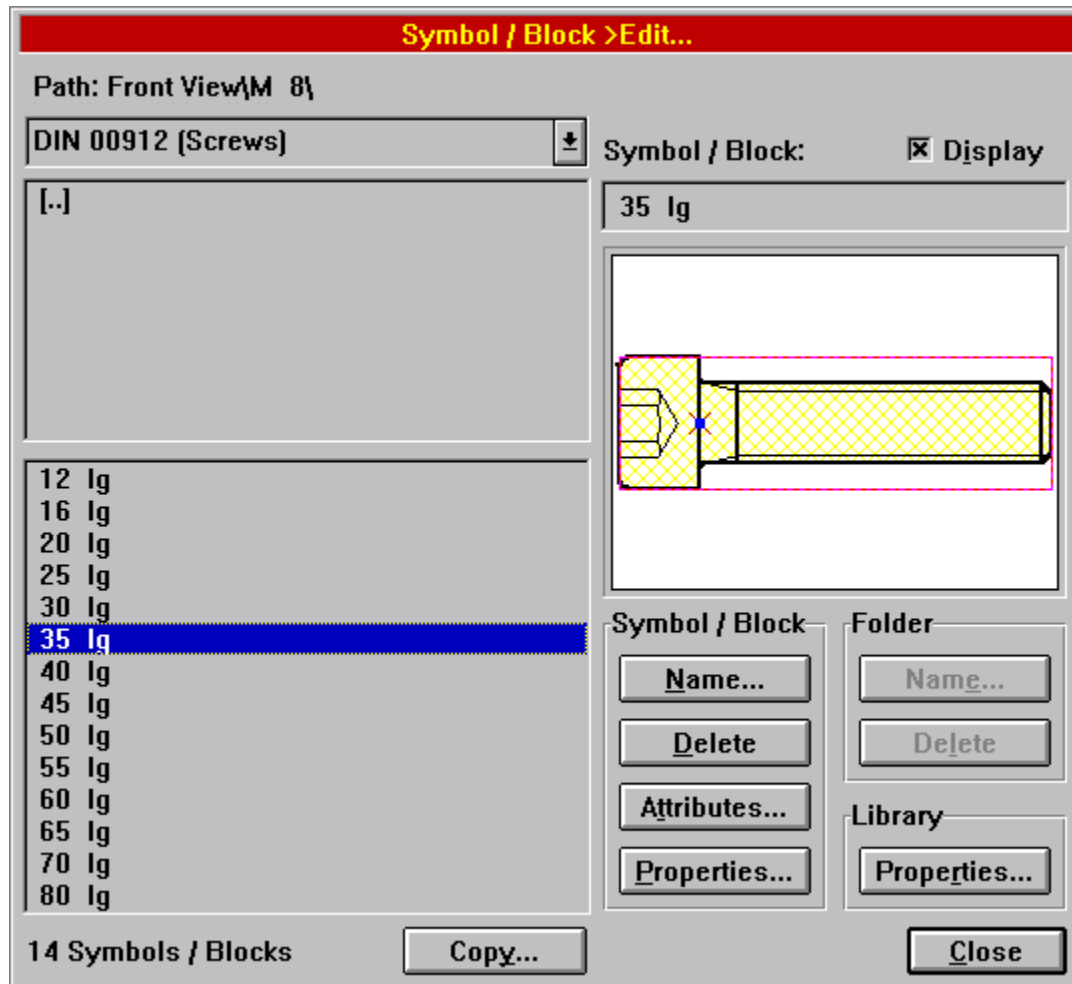 Symbol / Block >Edit...
Path: Front View\M  8\
DIN 00912 (Screws)
[..]
12  lg
16  lg
20  lg
25  lg
30  lg
35  lg
40  lg
45  lg
50  lg
55  lg
60  lg
65  lg
70  lg
80  lg
14 Symbols / Blocks
Copy...
Symbol / Block:
Display
35  lg
Symbol / Block
Name...
Delete
Attributes...
Properties...
Folder
Name...
Delete
Library
Properties...
Close